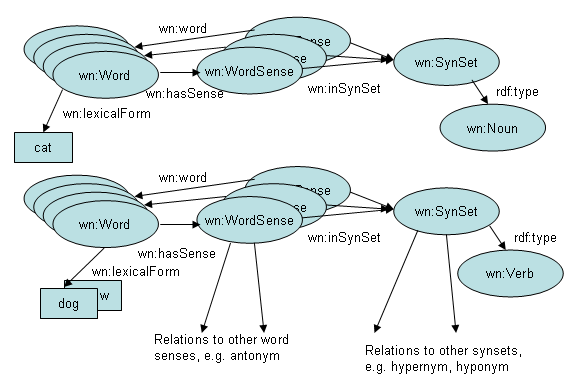 wn:word
wn:Word
wn:WordSense
wn:SynSet
wn:hasSense
wn:inSynSet
rdf:type
wn:lexicalForm
wn:Noun
cat
wn:word
wn:Word
wn:WordSense
wn:SynSet
wn:hasSense
wn:inSynSet
rdf:type
wn:lexicalForm
wn:Verb
dog
w
Relations to other word
senses, e.g. antonym
Relations to other synsets,
e.g. hypernym, hyponym